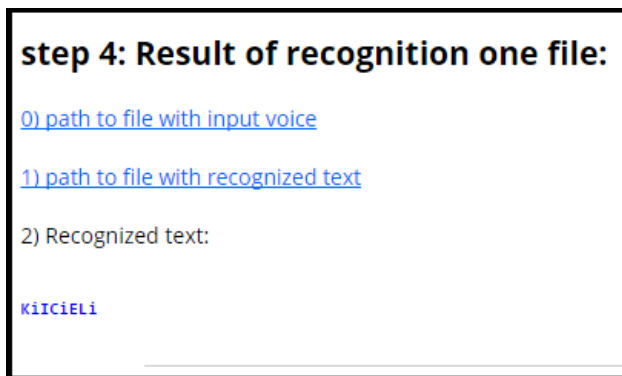 step 4: Result of recognition one file:
0) path to file with input voice
1) path to file with recognized text
2) Recognized text:
KiICiELi